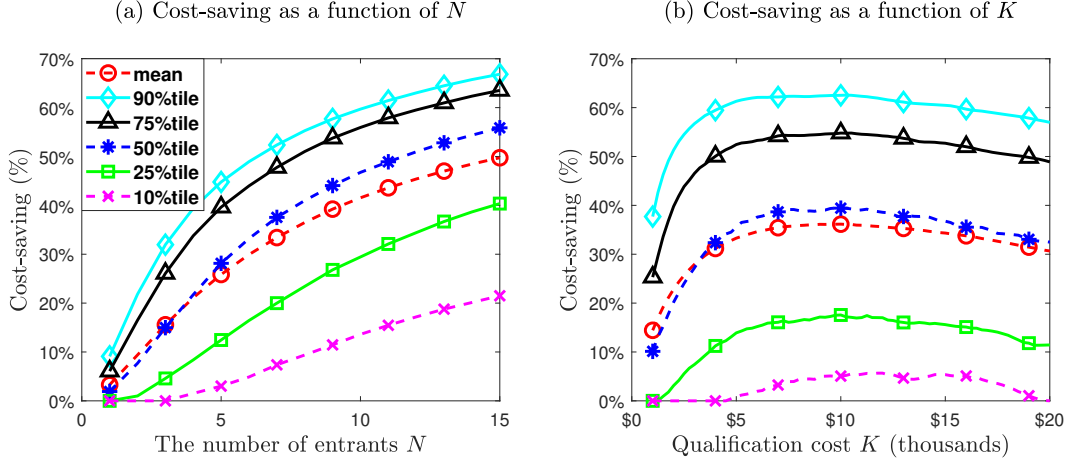 (a) Cost-saving as a function of N
70%
60%
50%
40%
30%
20%
10%
0%
0
5
10
15
Cost-saving (%)
The number of entrants N
mean
90%tile
75%tile
50%tile
25%tile
10%tile
(b) Cost-saving as a function of K
70%
60%
50%
40%
30%
20%
10%
0%
$0
$5
$10
$15
$20
Cost-saving (%)
Qualification cost K (thousands)